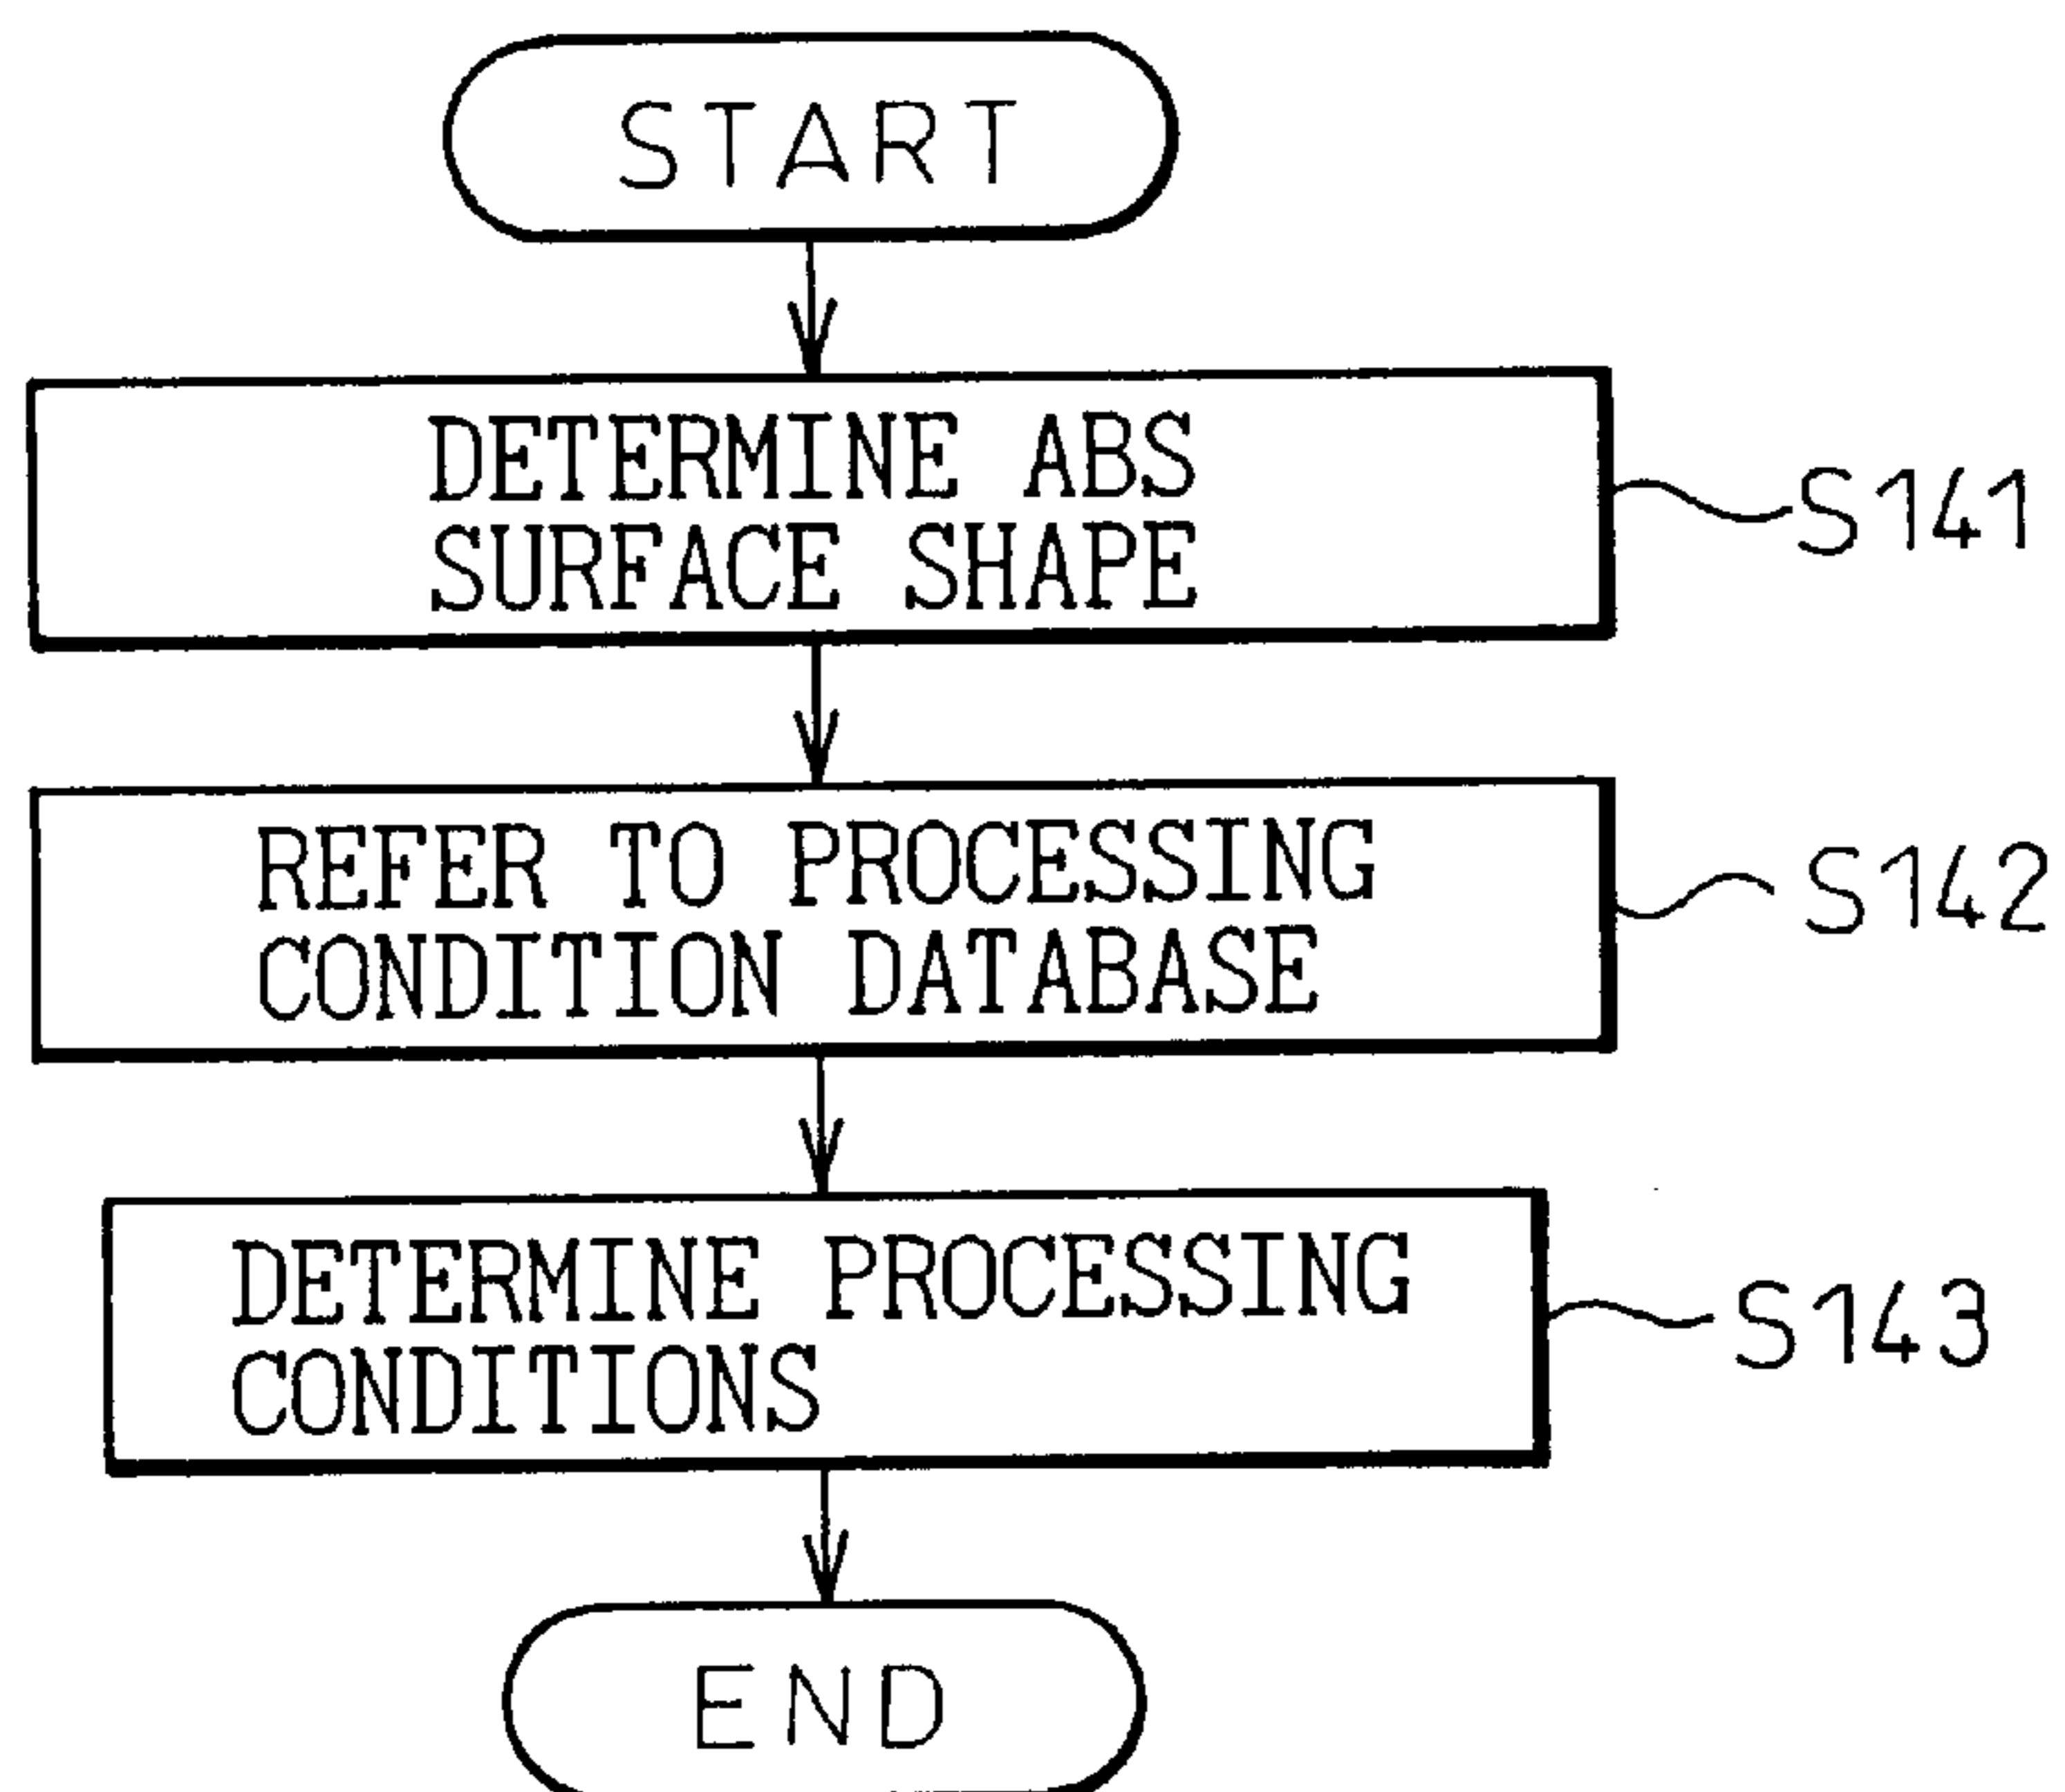 START
DETERMINE ABS
SURFACE SHAPE
S141
REFER TO PROCESSING
CONDITION DATABASE
S142
DETERMINE PROCESSING
CONDITIONS
S143
END